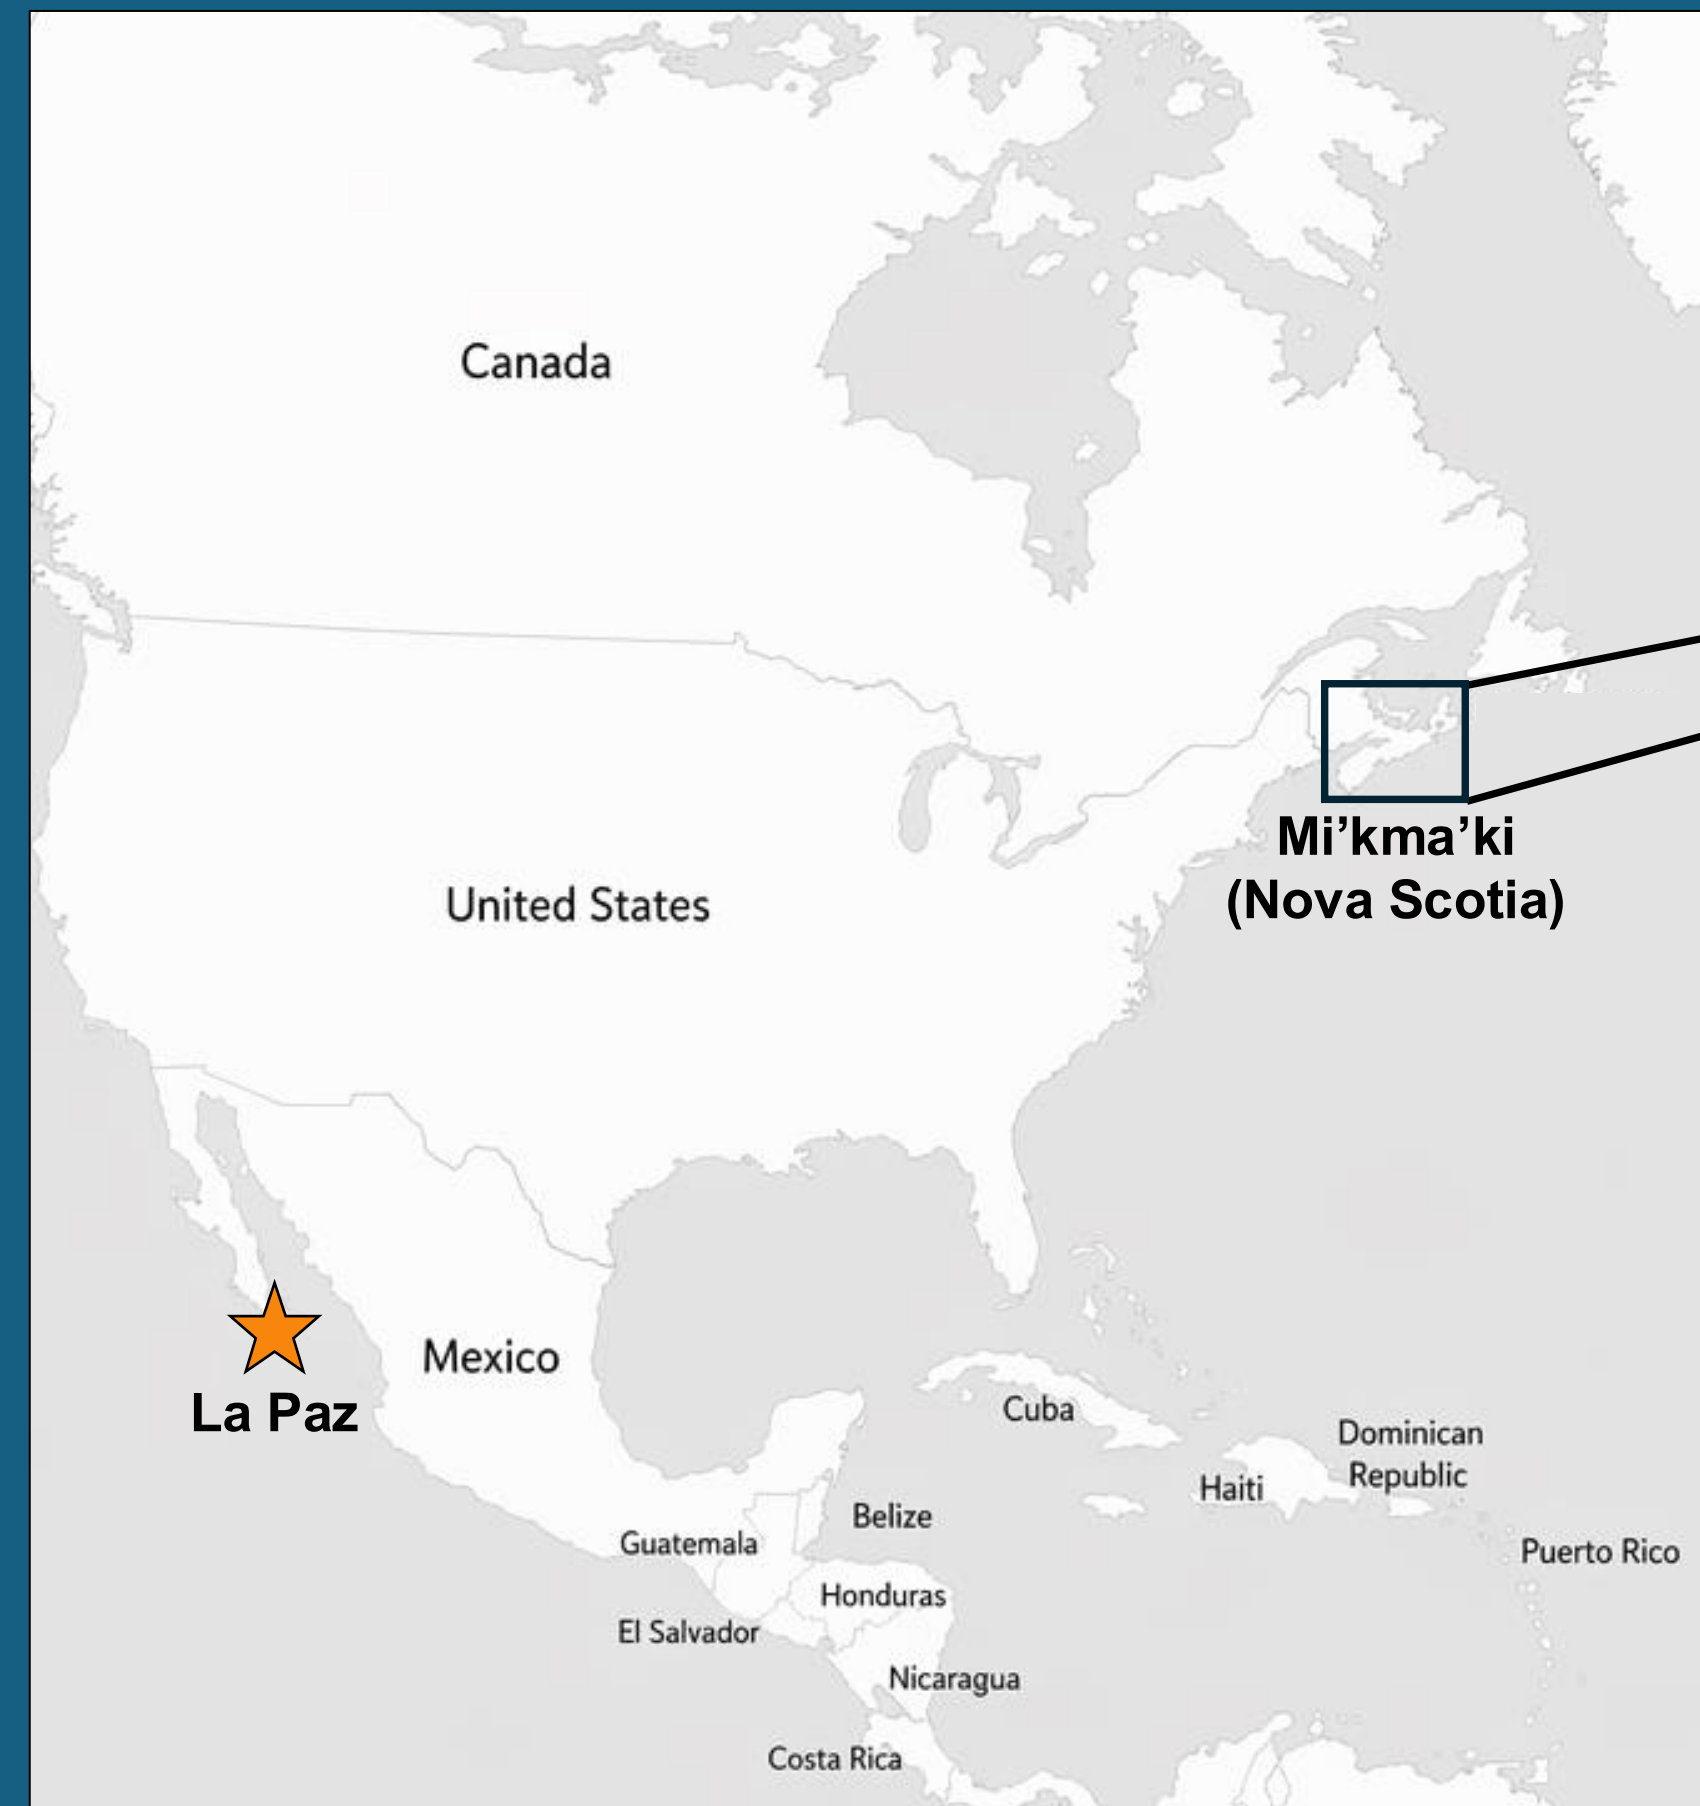 Canada
Mi’kma’ki
(Nova Scotia)
United States
Mexico
La Paz
Cuba
Dominican
Republic
Haiti
Belize
Guatemala
Puerto Rico
Honduras
El Salvador
Nicaragua
Costa Rica